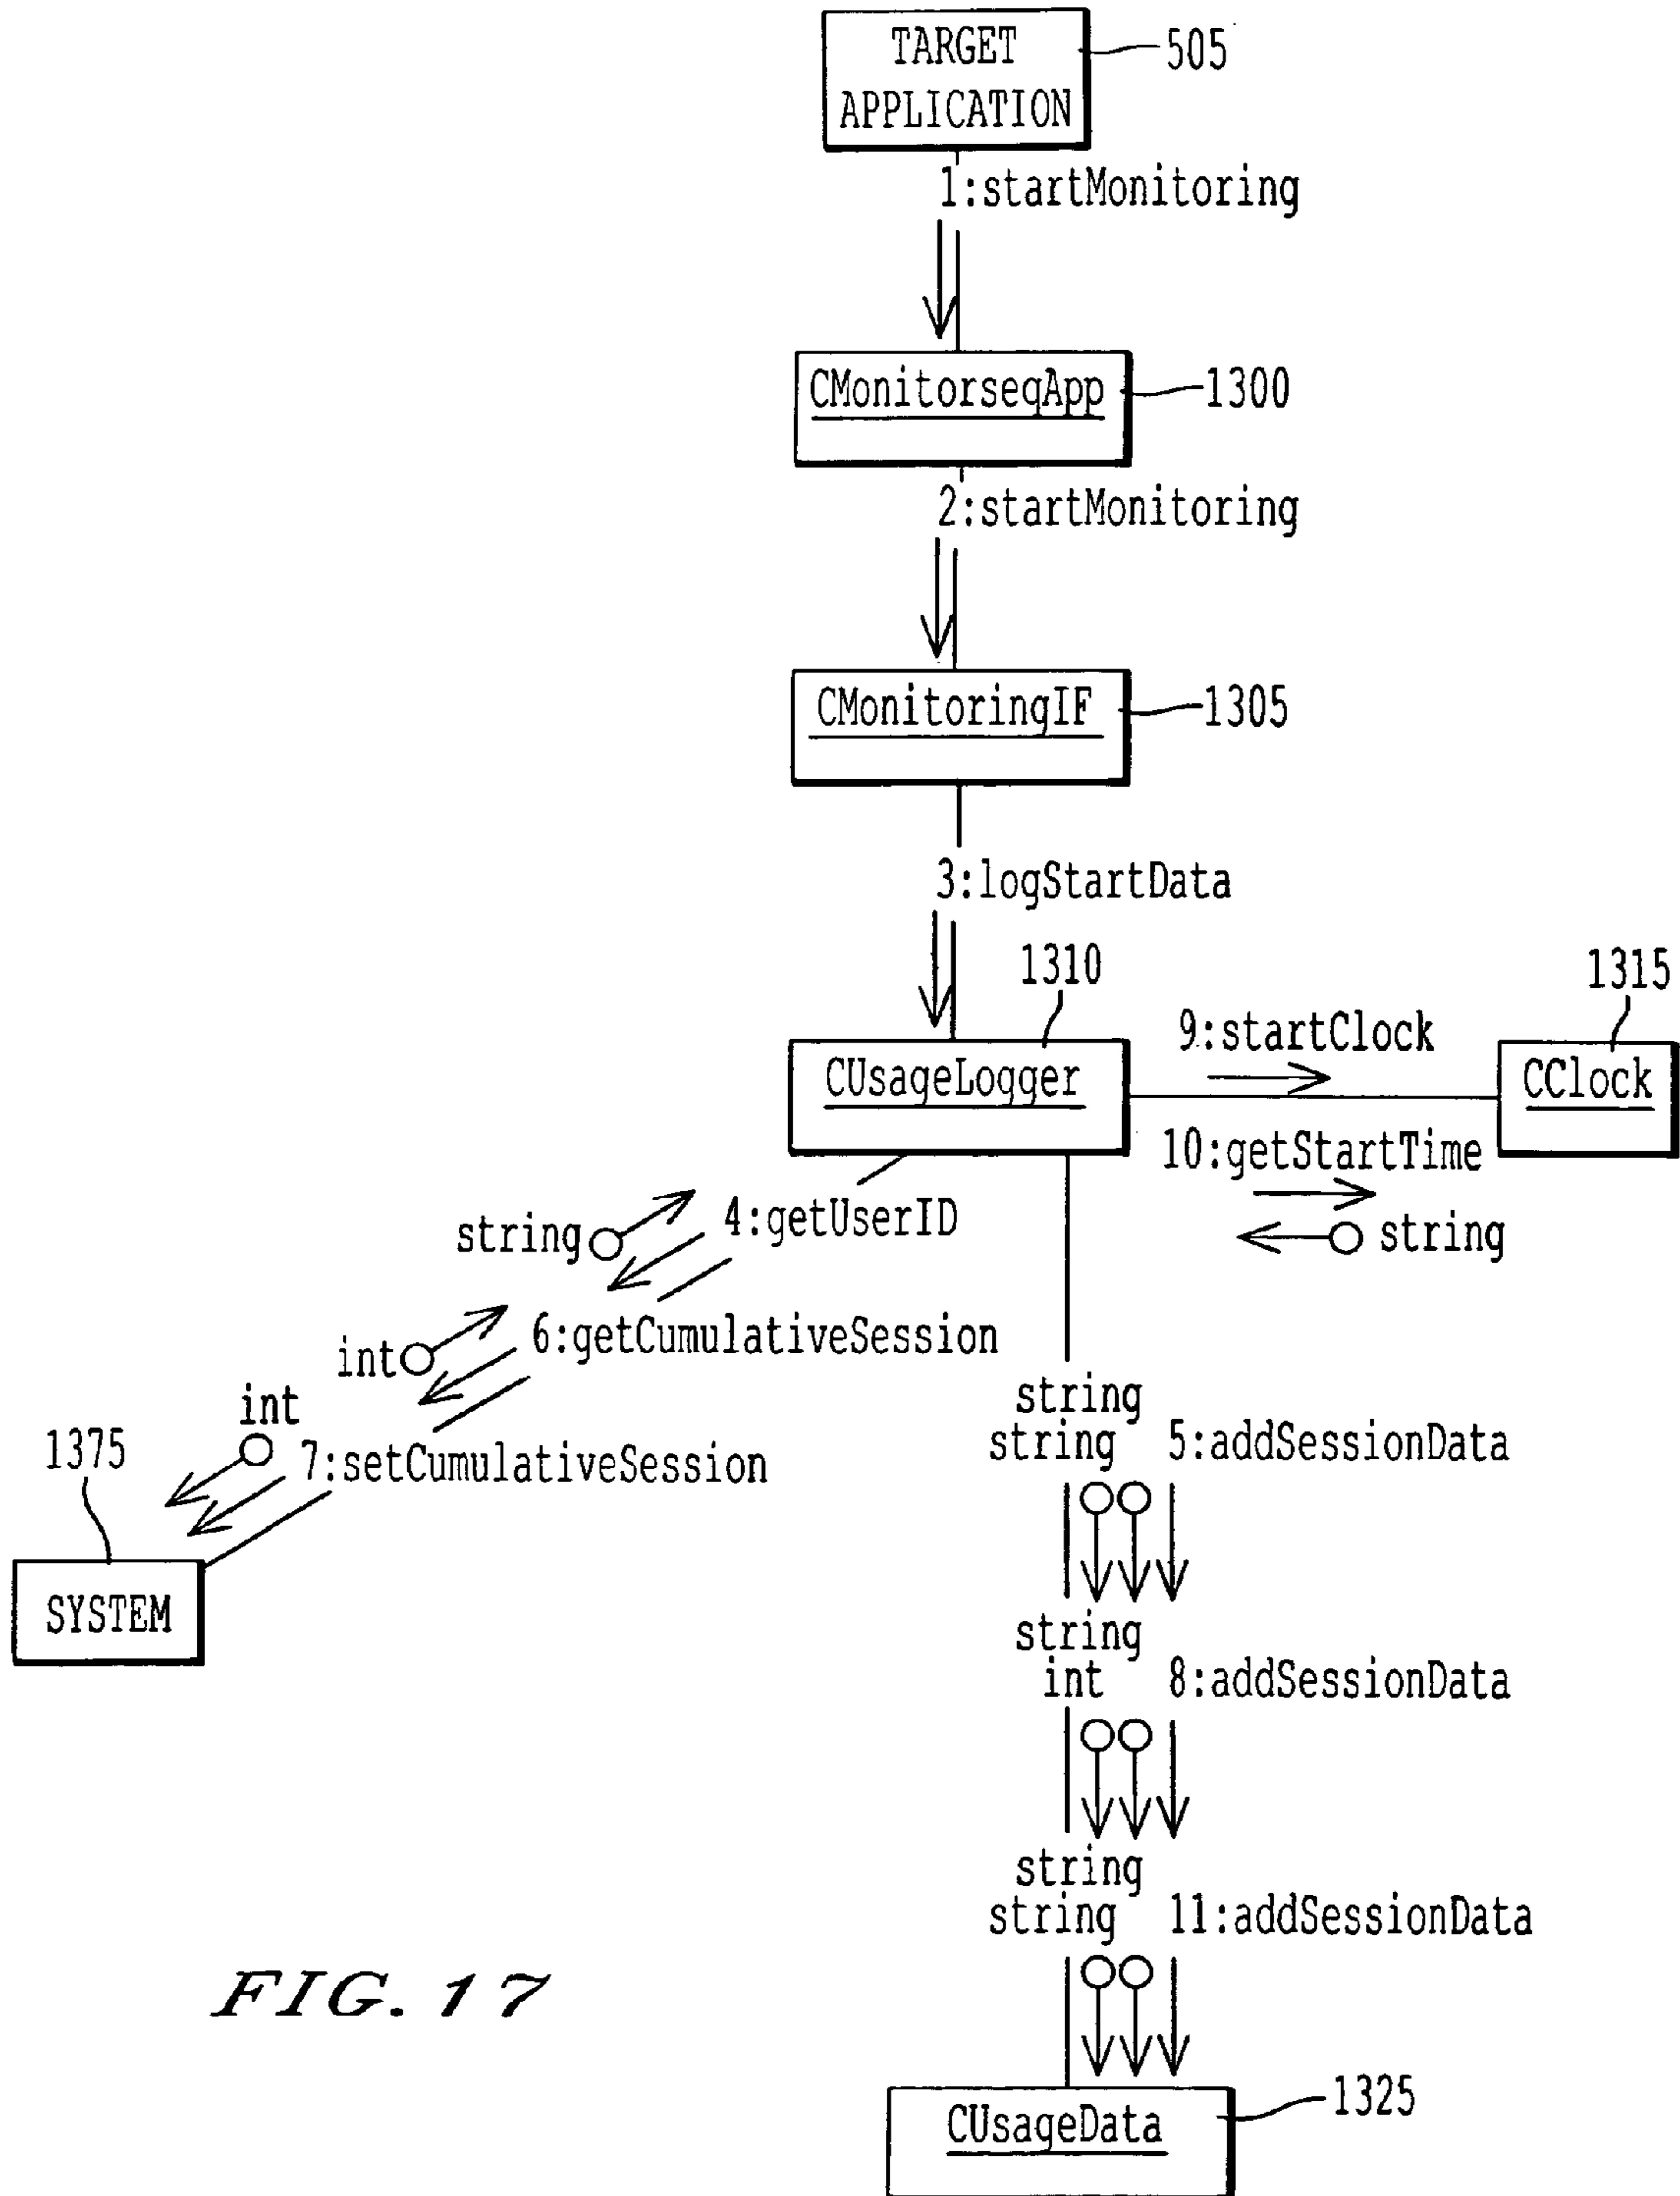 TARGET
APPLICATION
505
1:startMonitoring
CMonitorseqApp
1300
2:startMonitoring
CMonitoringIF
1305
3:logStartData
1310
1315
CUsageLogger
9:startClock
CClock
10:getStartTime
string
string
4:getUserID
int
6:getCumulativeSession
int
7:setCumulativeSession
1375
SYSTEM
string
string 5:addSessionData
string
int 8:addSessionData
string
string 11:addSessionData
FIG. 17
CUsageData
1325